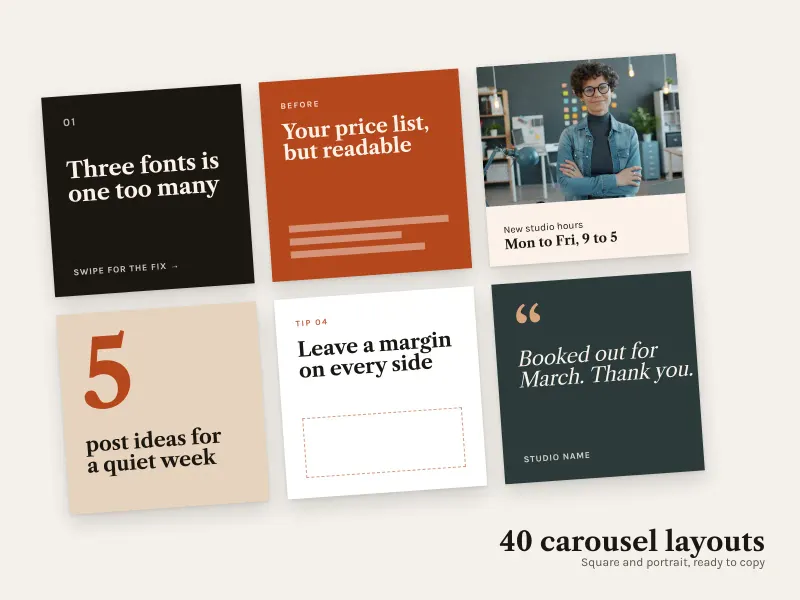 01
Three fonts is
one too many
SWIPE FOR THE FIX →
BEFORE
Your price list,
but readable
New studio hours
Mon to Fri, 9 to 5
5
post ideas for
a quiet week
TIP 04
Leave a margin
on every side
“
Booked out for
March. Thank you.
STUDIO NAME
40 carousel layouts
Square and portrait, ready to copy